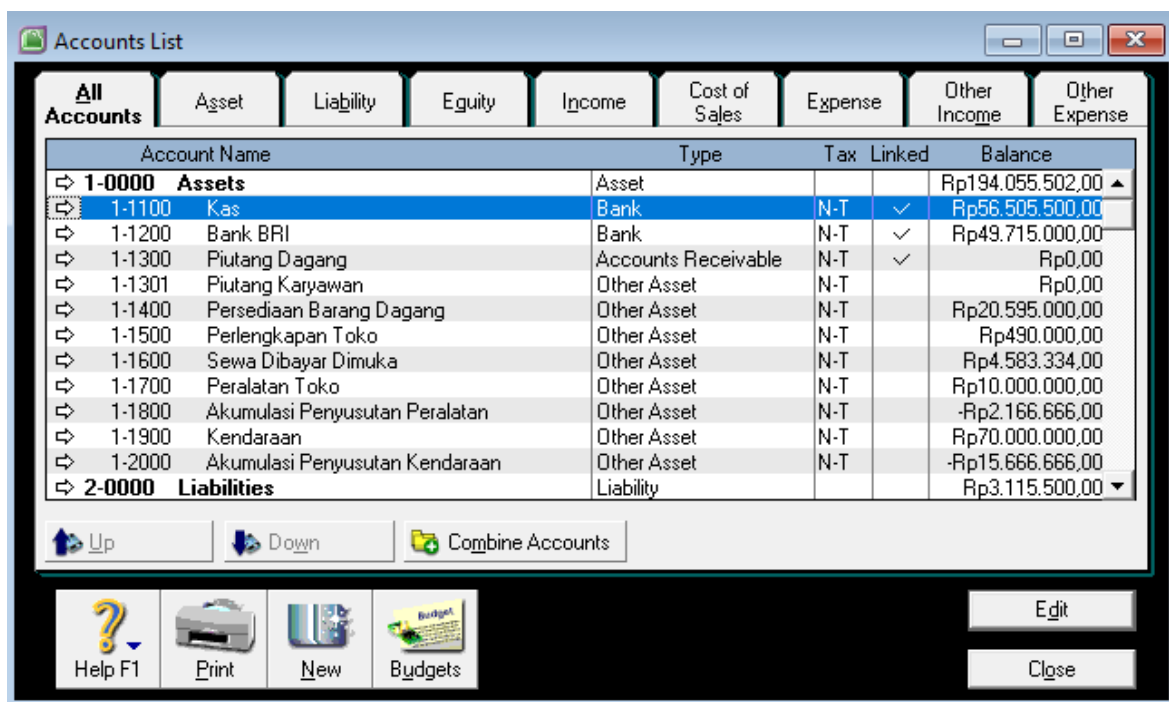 Accounts List
All Accounts Asset Liability Equity Income Cost of Sales Expense Other Income Other Expense
Account Name Type Tax Linked Balance
1-0000 Assets Asset Rp194.055.502,00
1-1100 Kas Bank N-T Rp56.505.500,00
1-1200 Bank BRI Bank N-T Rp49.715.000,00
1-1300 Piutang Dagang Accounts Receivable N-T Rp0,00
1-1301 Piutang Karyawan Other Asset N-T Rp0,00
1-1400 Persediaan Barang Dagang Other Asset N-T Rp20.595.000,00
1-1500 Perlengkapan Toko Other Asset N-T Rp490.000,00
1-1600 Sewa Dibayar Dimuka Other Asset N-T Rp4.583.334,00
1-1700 Peralatan Toko Other Asset N-T Rp10.000.000,00
1-1800 Akumulasi Penyusutan Peralatan Other Asset N-T -Rp2.166.666,00
1-1900 Kendaraan Other Asset N-T Rp70.000.000,00
1-2000 Akumulasi Penyusutan Kendaraan Other Asset N-T -Rp15.666.666,00
2-0000 Liabilities Liability Rp3.115.500,00
Up Down Combine Accounts
Budget
Edit
Help F1 Print New Budgets
Close